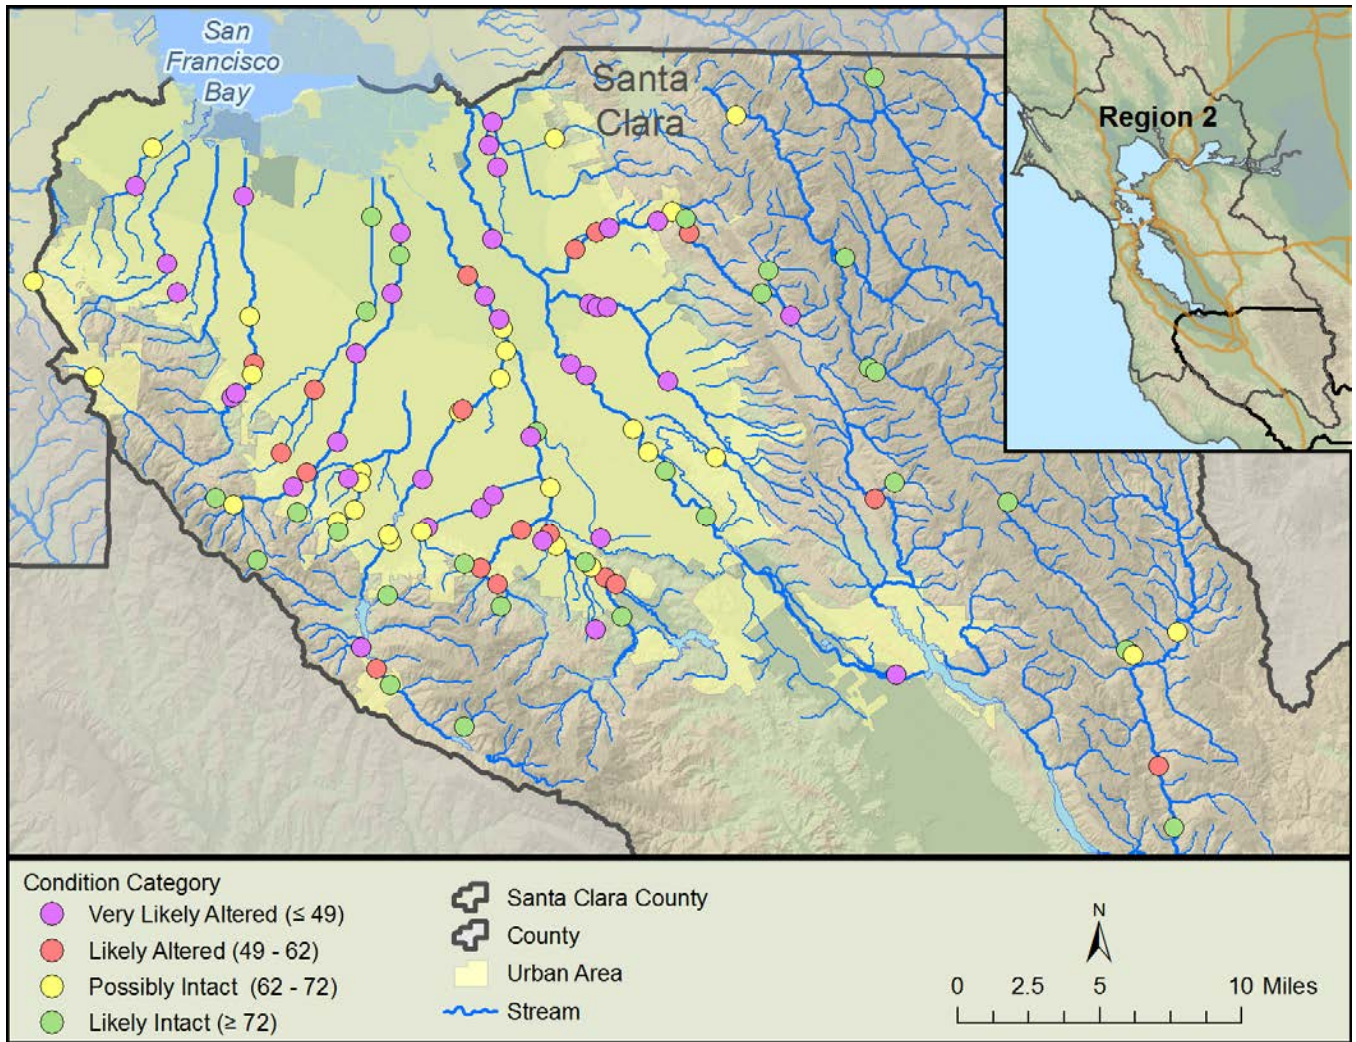 San
Francisco
Bay
Santa
Clara
Region 2
Condition Category
Very Likely Altered (≤ 49)
Likely Altered (49 - 62)
Possibly Intact (62 - 72)
Likely Intact (≥ 72)
Santa Clara County
County
Urban Area
Stream
N
0 2.5 5 10 Miles